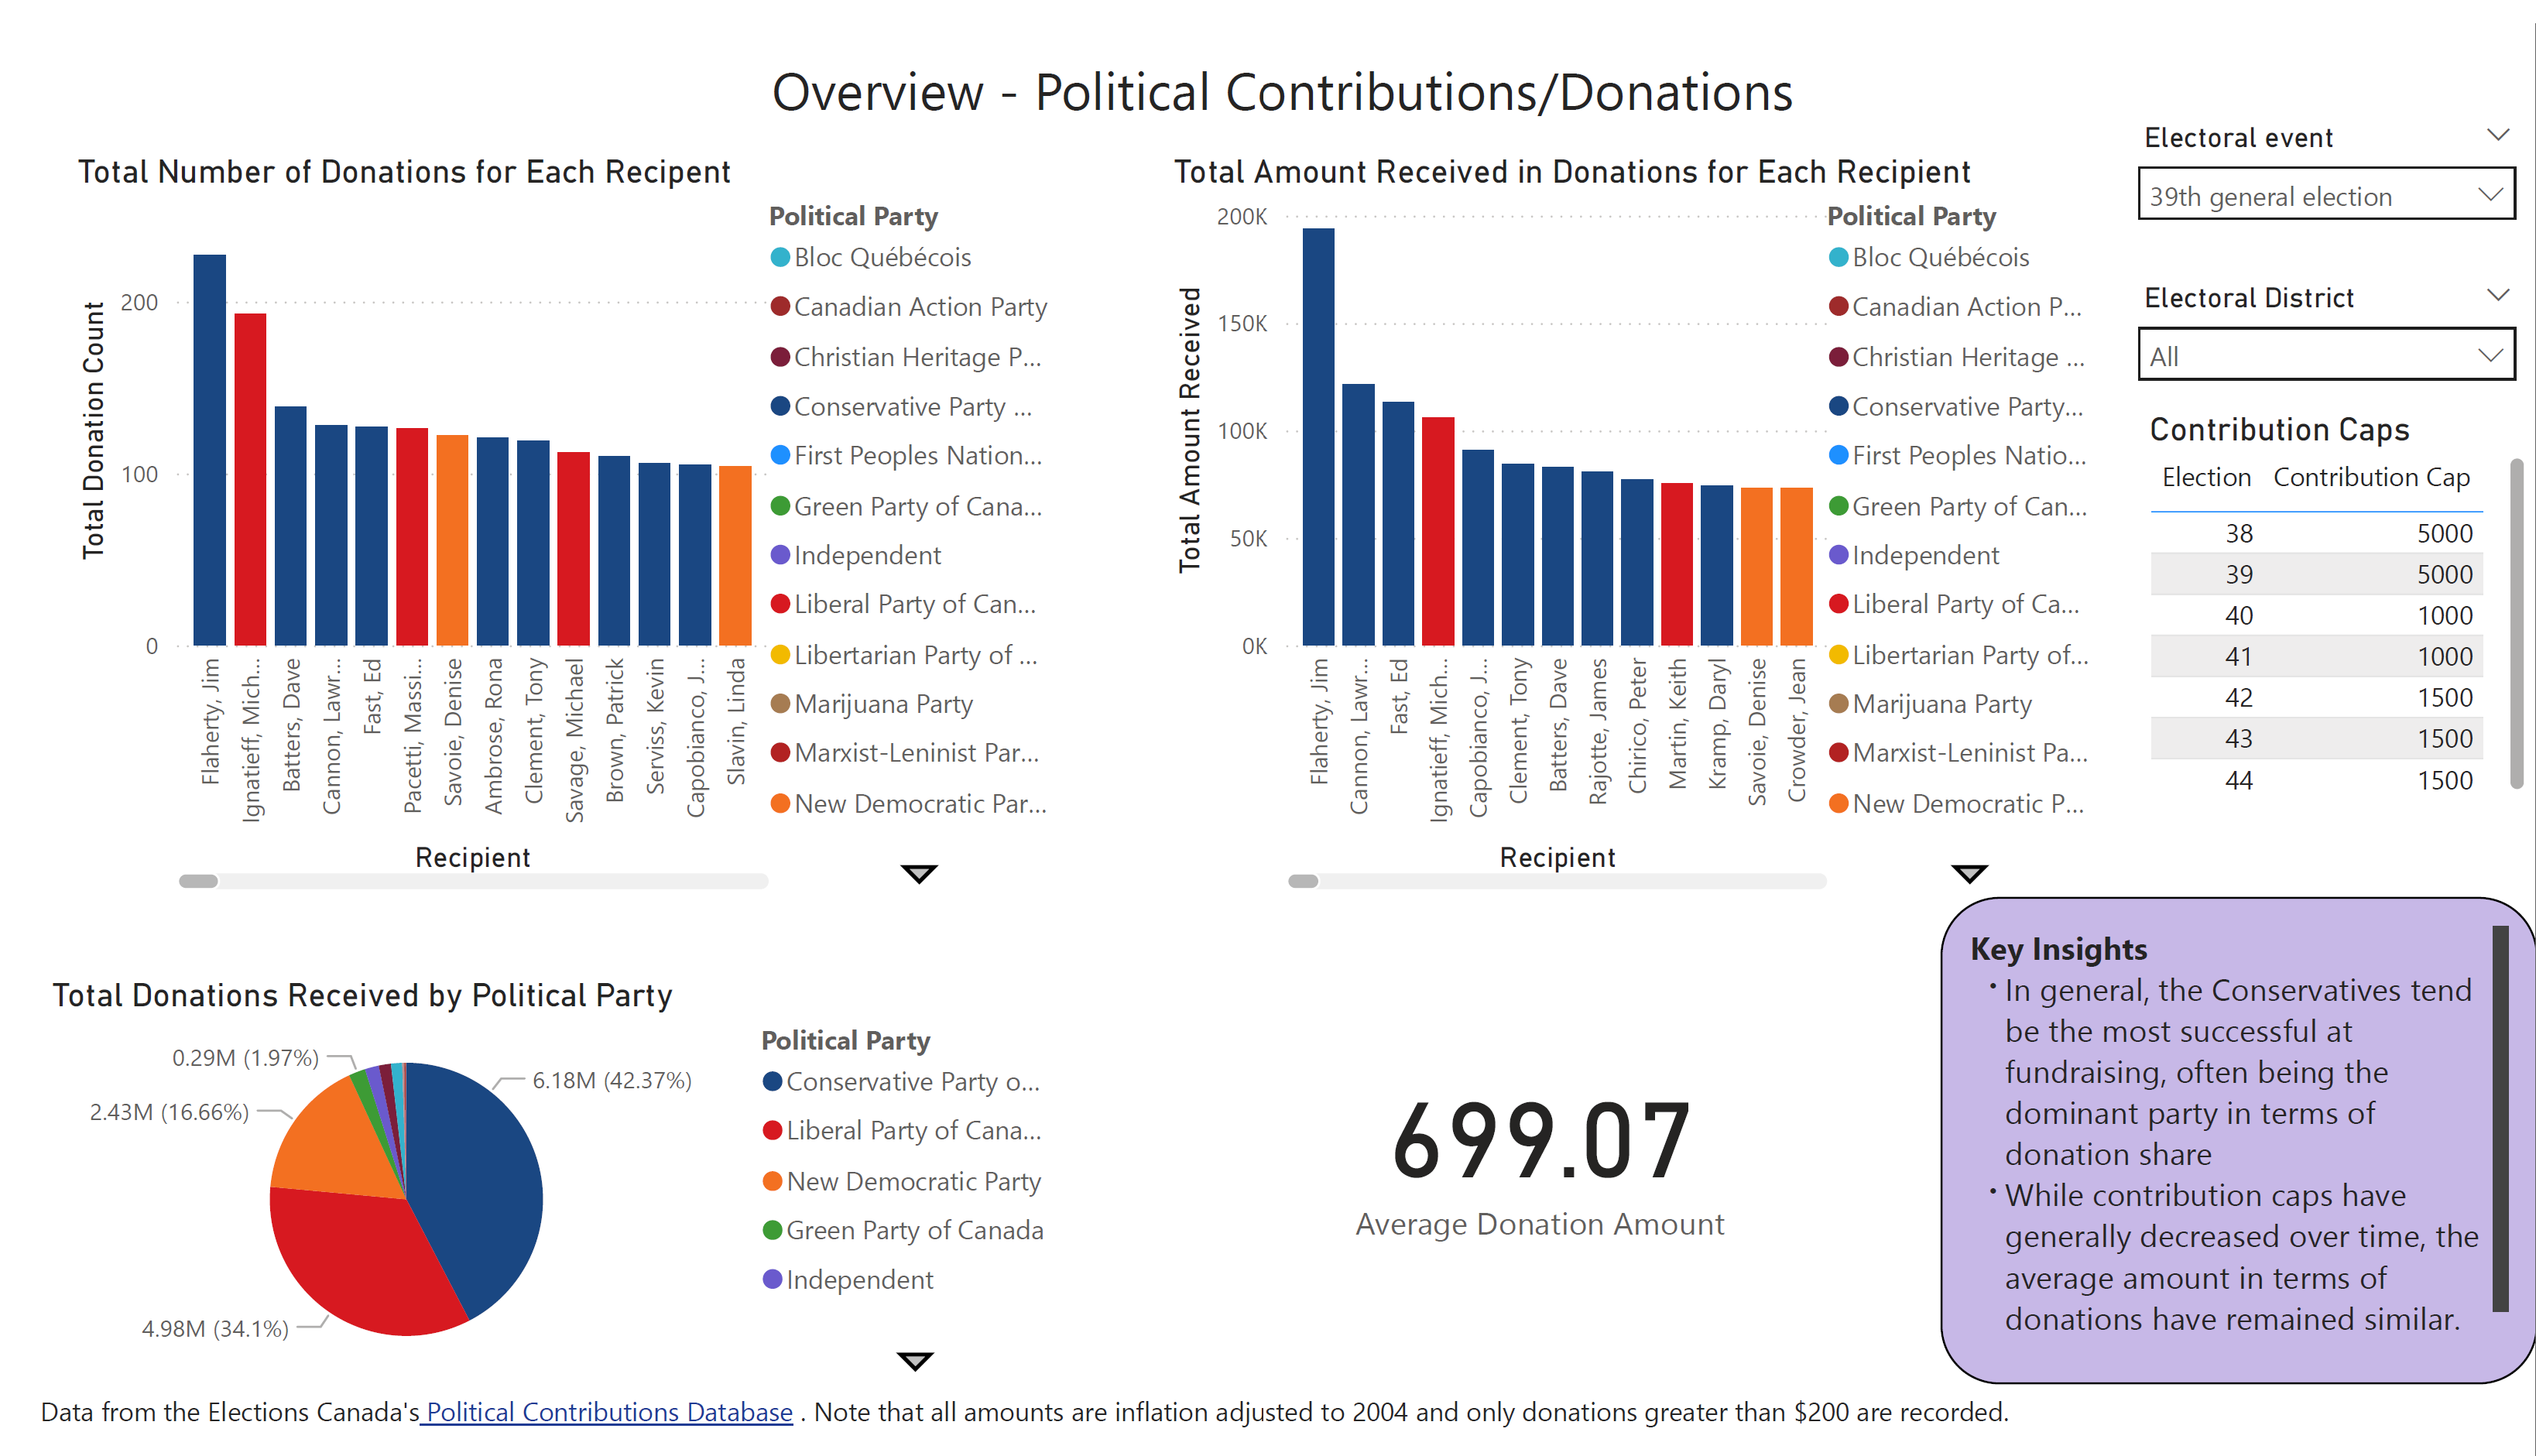 Overview - Political Contributions/Donations
Total Number of Donations for Each Recipent
Total Donation Count
200
100
0
Flaherty, Jim
Ignatieff, Mich...
Batters, Dave
Cannon, Lawr...
Fast, Ed
Pacetti, Massi...
Savoie, Denise
Ambrose, Rona
Clement, Tony
Savage, Michael
Brown, Patrick
Serviss, Kevin
Capobianco, J...
Slavin, Linda
Recipient
Political Party
Bloc Québécois
Canadian Action Party
Christian Heritage P...
Conservative Party ...
First Peoples Nation...
Green Party of Cana...
Independent
Liberal Party of Can...
Libertarian Party of ...
Marijuana Party
Marxist-Leninist Par...
New Democratic Par...
Total Amount Received in Donations for Each Recipient
Total Amount Received
200K
150K
100K
50K
0K
Flaherty, Jim
Cannon, Lawr...
Fast, Ed
Ignatieff, Mich...
Capobianco, J...
Clement, Tony
Batters, Dave
Rajotte, James
Chirico, Peter
Martin, Keith
Kramp, Daryl
Savoie, Denise
Crowder, Jean
Recipient
Political Party
Bloc Québécois
Canadian Action P...
Christian Heritage ...
Conservative Party...
First Peoples Natio...
Green Party of Can...
Independent
Liberal Party of Ca...
Libertarian Party of...
Marijuana Party
Marxist-Leninist Pa...
New Democratic P...
Electoral event
39th general election
Electoral District
All
Contribution Caps
Election Contribution Cap
38 5000
39 5000
40 1000
41 1000
42 1500
43 1500
44 1500
Total Donations Received by Political Party
0.29M (1.97%)
2.43M (16.66%)
4.98M (34.1%)
6.18M (42.37%)
Political Party
Conservative Party o...
Liberal Party of Cana...
New Democratic Party
Green Party of Canada
Independent
699.07
Average Donation Amount
Key Insights
• In general, the Conservatives tend
be the most successful at
fundraising, often being the
dominant party in terms of
donation share
• While contribution caps have
generally decreased over time, the
average amount in terms of
donations have remained similar.
Data from the Elections Canada's Political Contributions Database . Note that all amounts are inflation adjusted to 2004 and only donations greater than $200 are recorded.